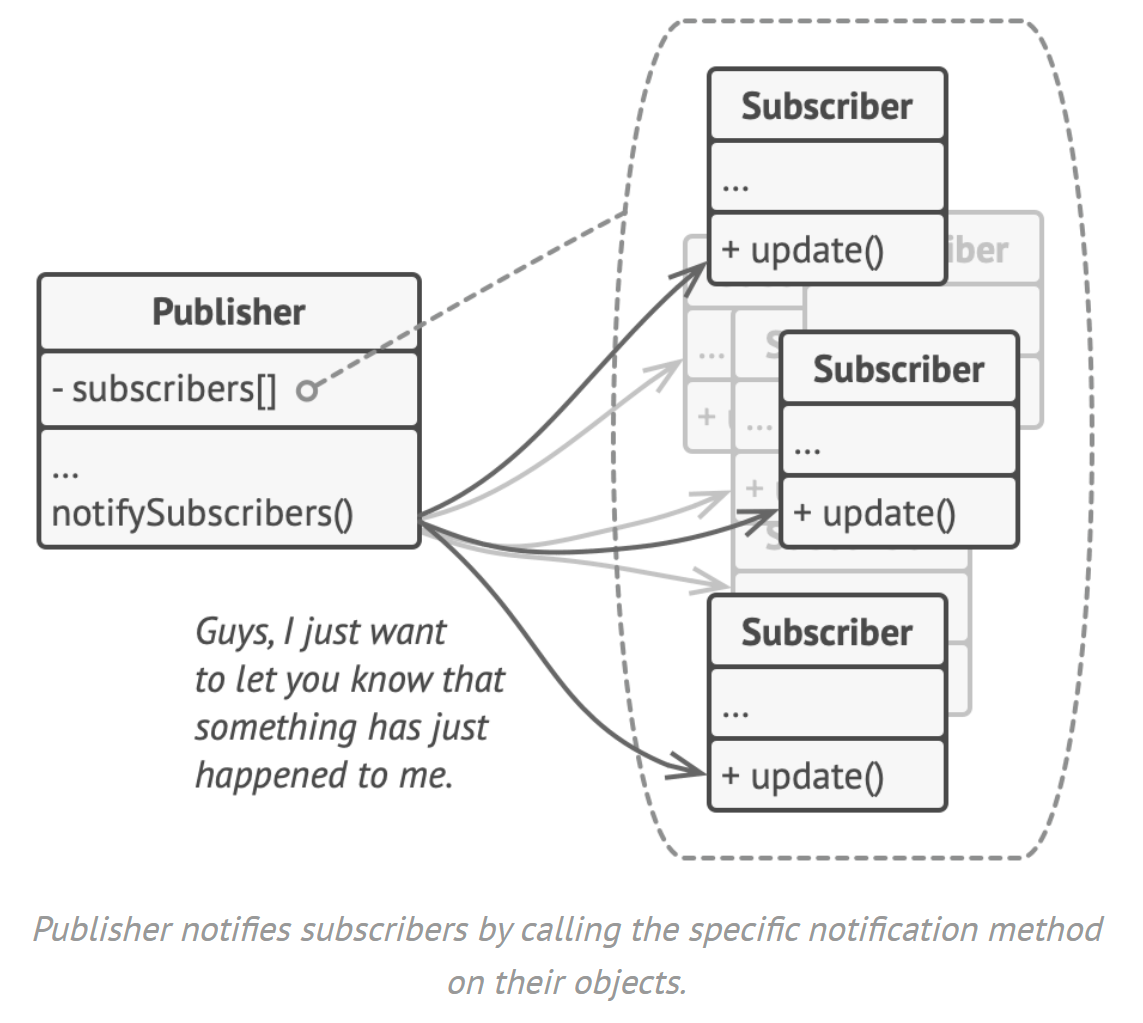 Publisher
- subscribers[]
...
notifySubscribers()
Guys, I just want
to let you know that
something has just
happened to me.
Subscriber
...
+ update()
iber
...
+
...
+
Subscriber
...
+ update()
Subscriber
...
+ update()
Publisher notifies subscribers by calling the specific notification method
on their objects.